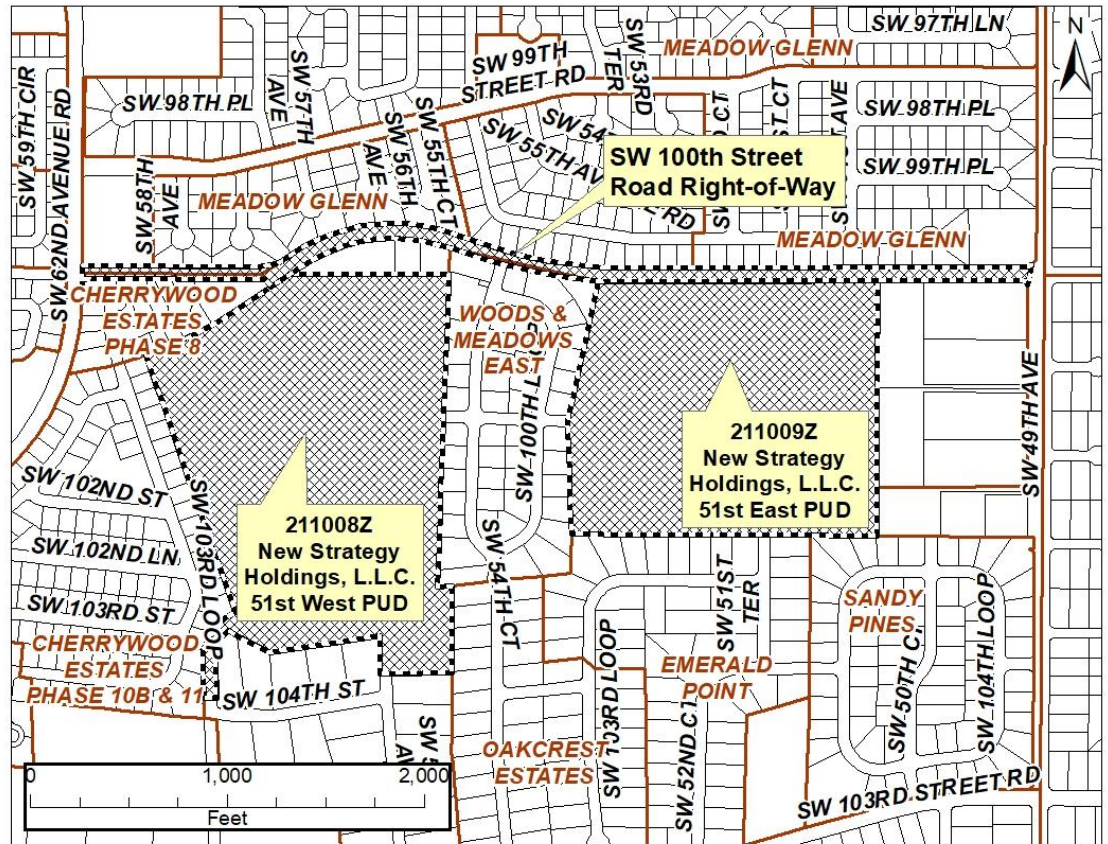 SW 97TH LN
N
MEADOW GLENN
SW 99TH
STREET RD
SW 53RD
TER
SW 57TH
AVE
SW 98TH PL
SW 59TH CIR
SW 62ND AVENUE RD
SW 55TH CT
SW 56TH
AVE
SW 98TH PL
SW 99TH PL
SW 100th Street
Road Right-of-Way
SW 58TH
AVE
MEADOW GLENN
MEADOW GLENN
CHERRYWOOD
ESTATES
PHASE 8
WOODS &
MEADOWS
EAST
SW 100TH
SW 49TH AVE
211009Z
New Strategy
Holdings, L.L.C.
51st East PUD
211008Z
New Strategy
Holdings, L.L.C.
51st West PUD
SW 102ND ST
SW 102ND LN
SW 103RD ST
SW 103RD LOOP
SW 54TH CT
SW 51ST
TER
SANDY
PINES
CHERRYWOOD
ESTATES
PHASE 10B & 11
SW 104TH ST
EMERALD
POINT
SW 103RD LOOP
SW 52ND CT
SW 50TH CT
SW 104TH LOOP
OAKCREST
ESTATES
SW 103RD STREET RD
0 1,000 2,000
Feet